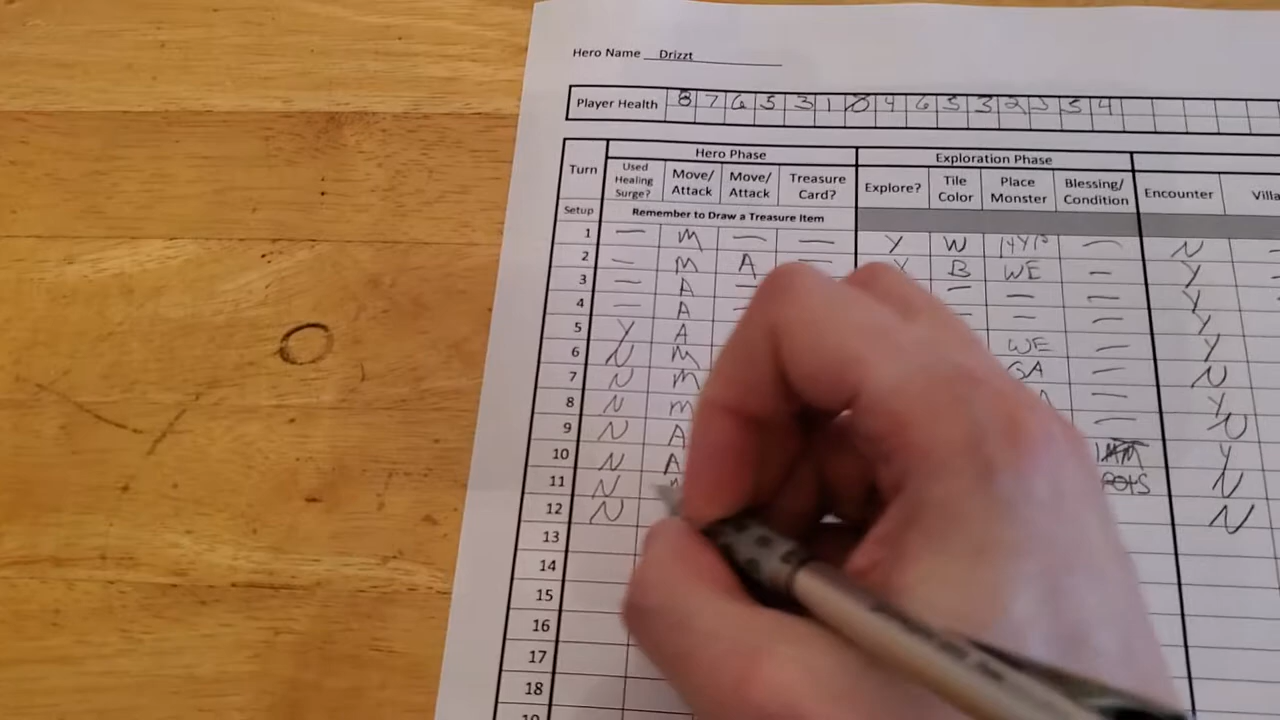 Hero Name Drizzt
Player Health 8 7 6 5 3 1 0 4 6 5 3 2 5 5 4
Hero Phase Exploration Phase
Turn Used Healing Surge? Move/ Attack Move/ Attack Treasure Card? Explore? Tile Color Place Monster Blessing/ Condition Encounter
Setup Remember to Draw a Treasure Item
1 — M — — Y W — N
2 — M A — Y B WE — Y
3 — A — — — — Y
4 — A — — — — Y
5 Y A WE — Y
6 N M GA — N
7 N M — Y
8 N M — N
9 N A Y
10 N A N
11 N N
12 N
13
14
15
16
17
18